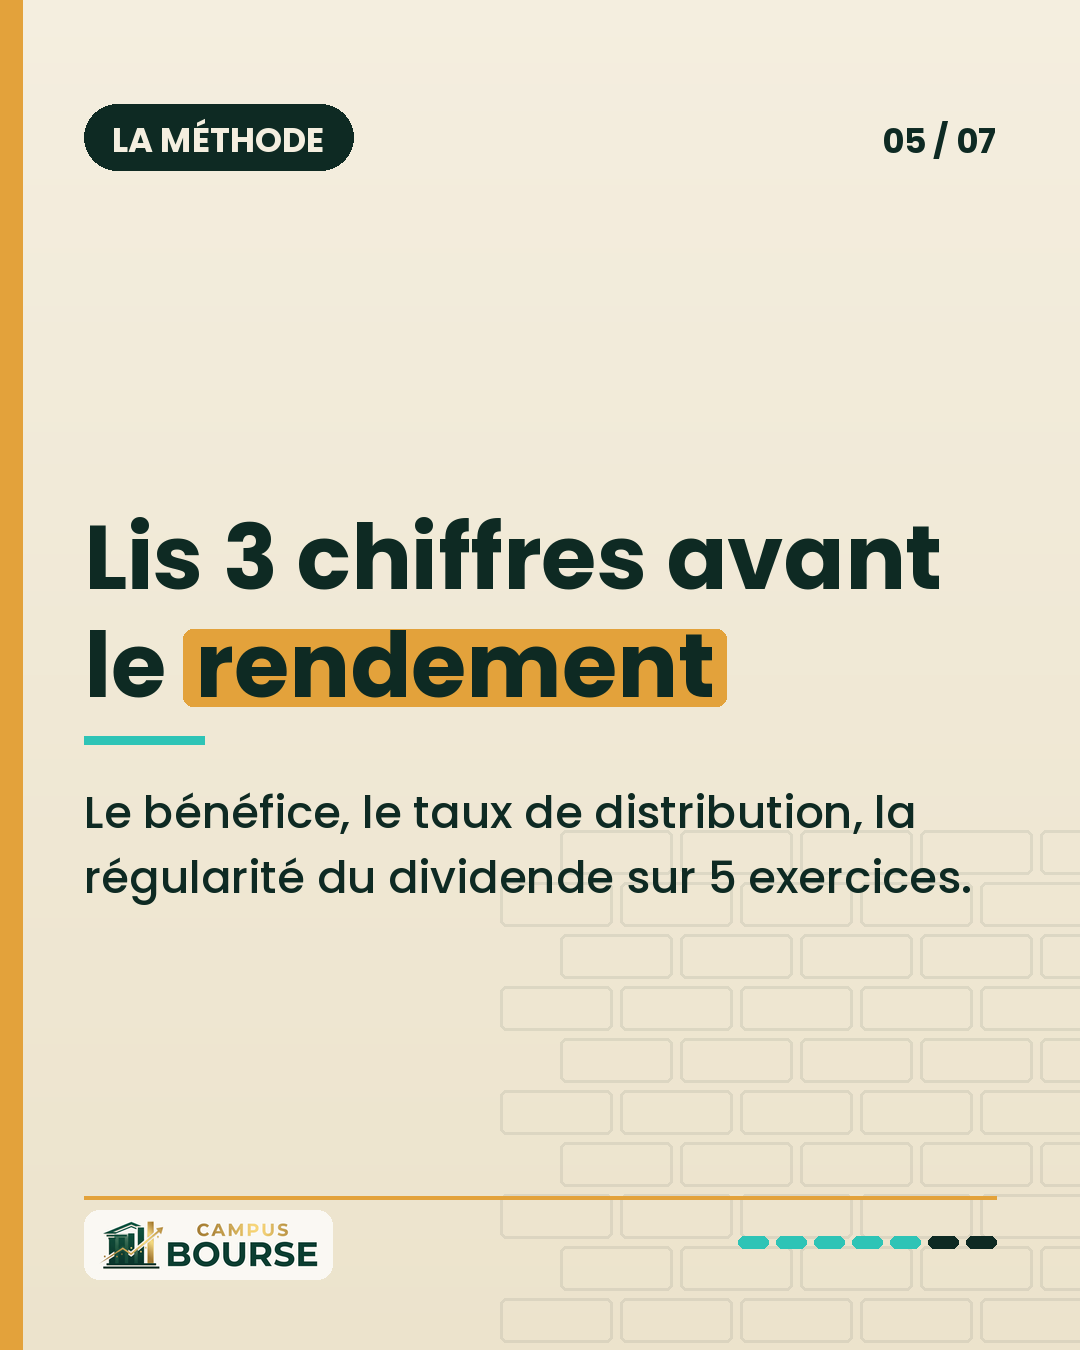 LA MÉTHODE
05 / 07
Lis 3 chiffres avant
le rendement
Le bénéfice, le taux de distribution, la
régularité du dividende sur 5 exercices.
CAMPUS
BOURSE